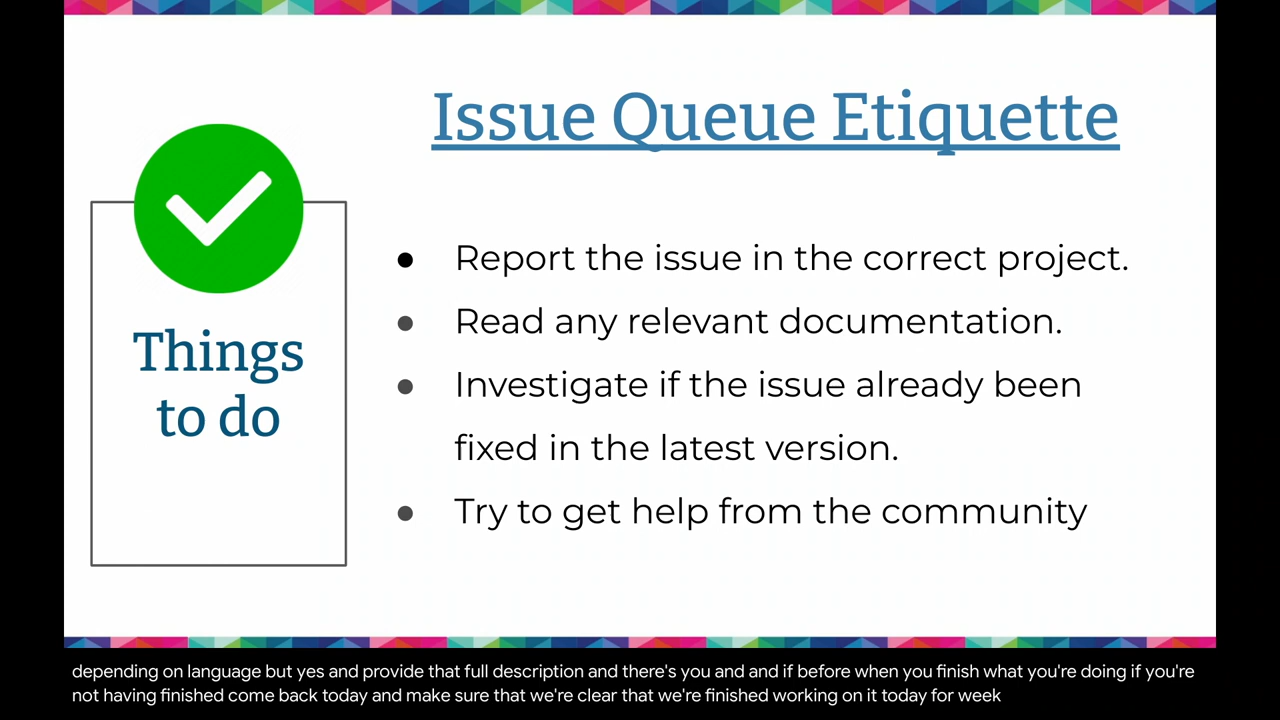 Issue Queue Etiquette
Things
to do
● Report the issue in the correct project.
● Read any relevant documentation.
● Investigate if the issue already been
fixed in the latest version.
● Try to get help from the community
depending on language but yes and provide that full description and there's you and and if before when you finish what you're doing if you're
not having finished come back today and make sure that we're clear that we're finished working on it today for week